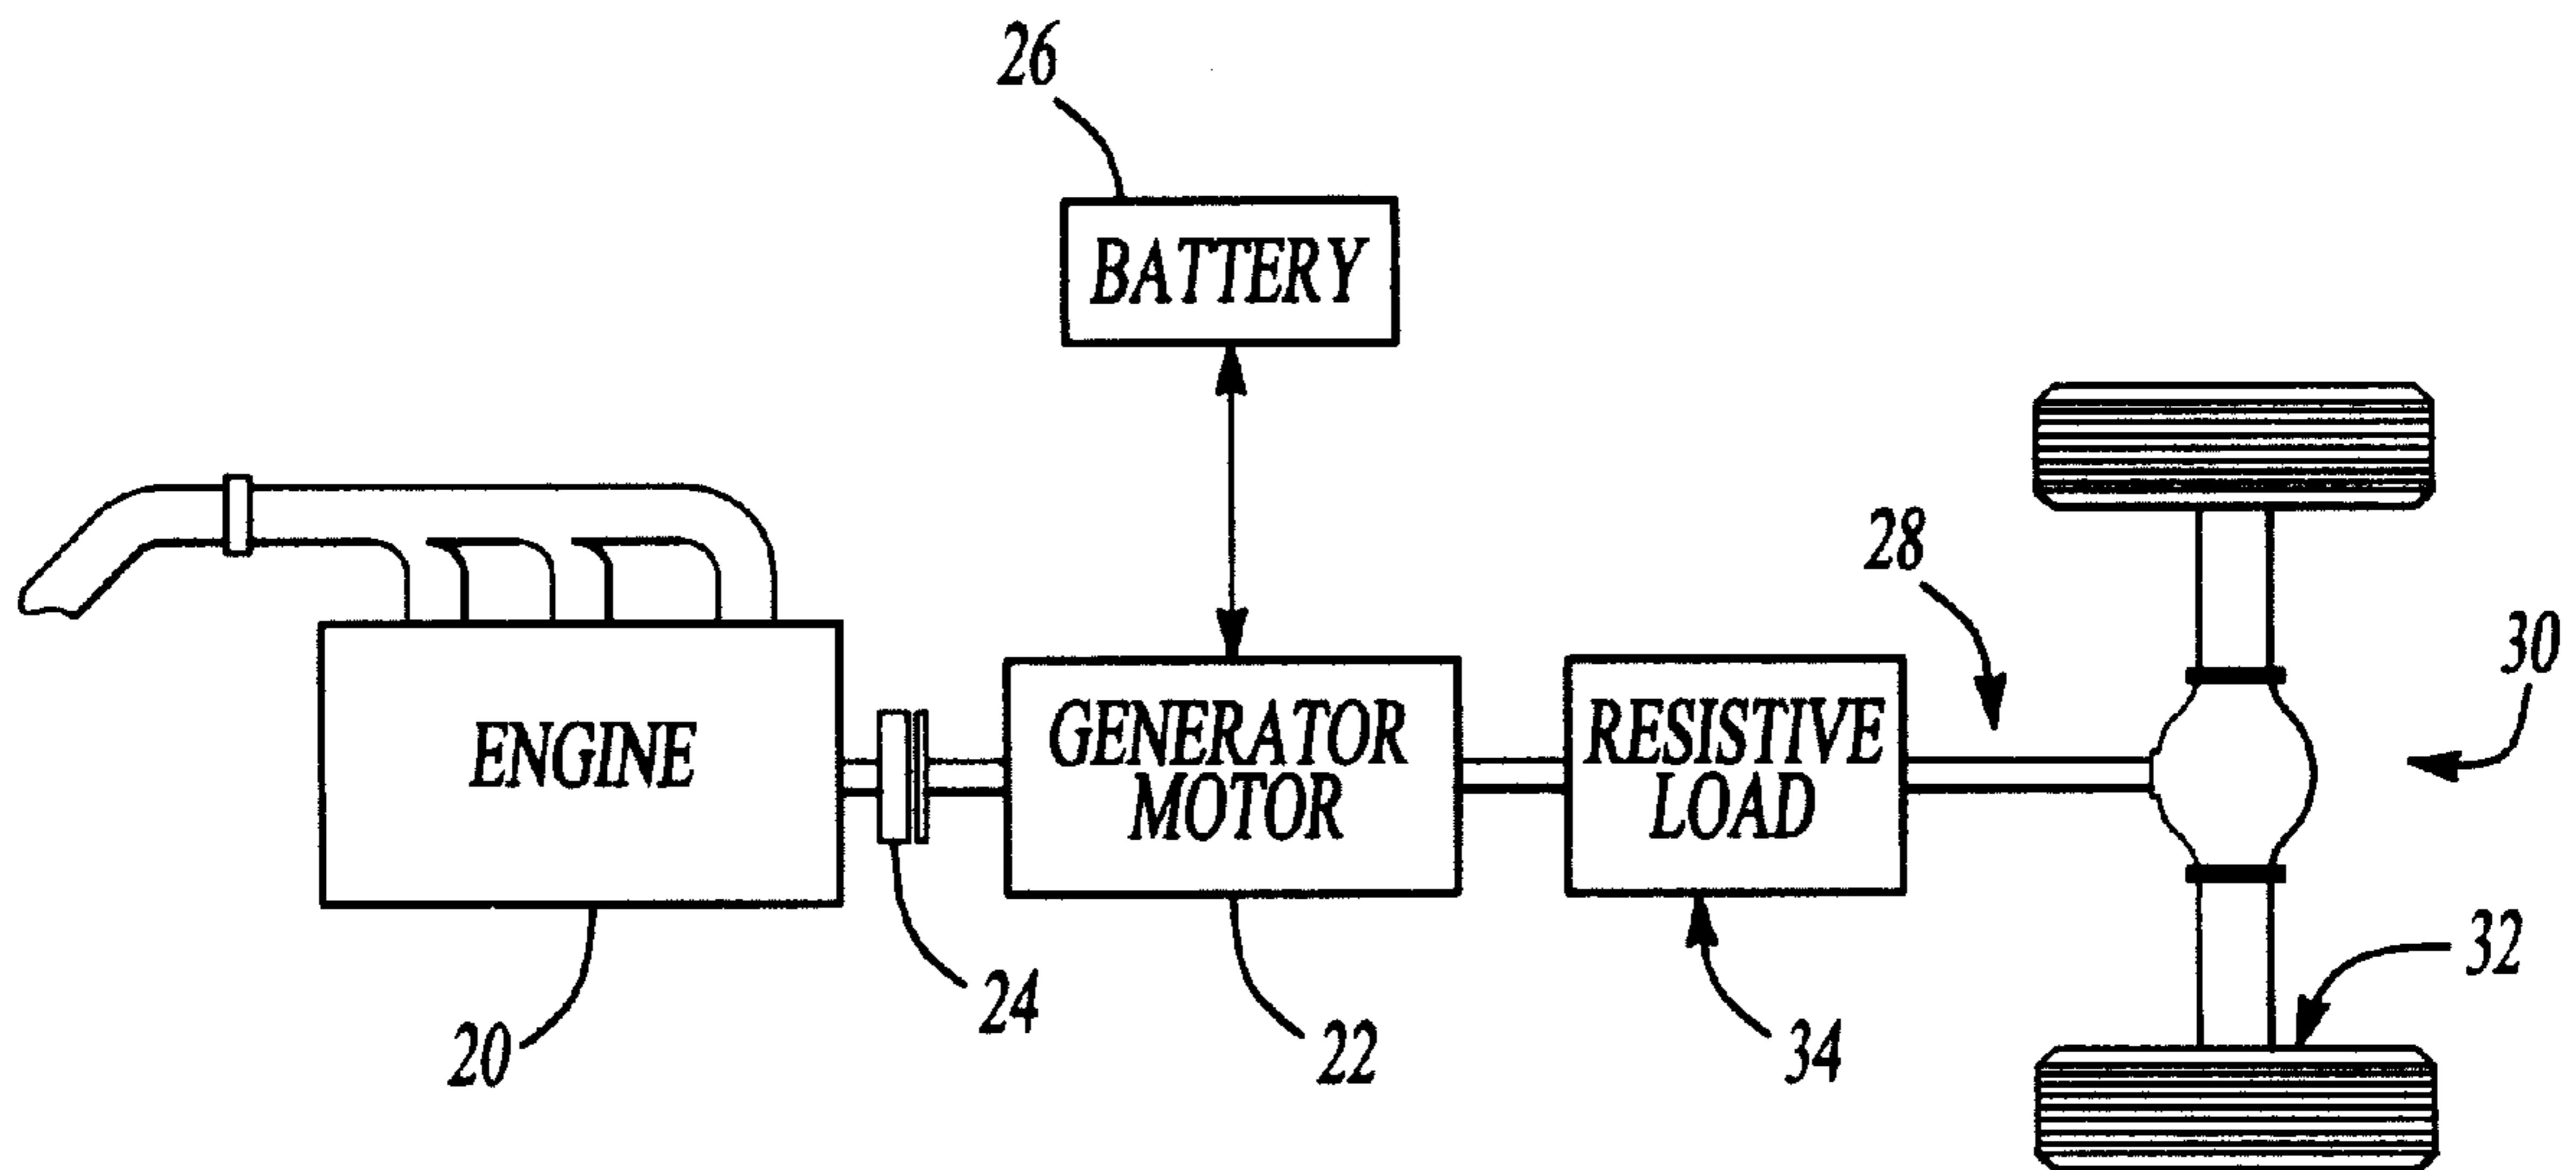 26
BATTERY
28
30
ENGINE
GENERATOR
MOTOR
RESISTIVE
LOAD
32
24
20
22
34